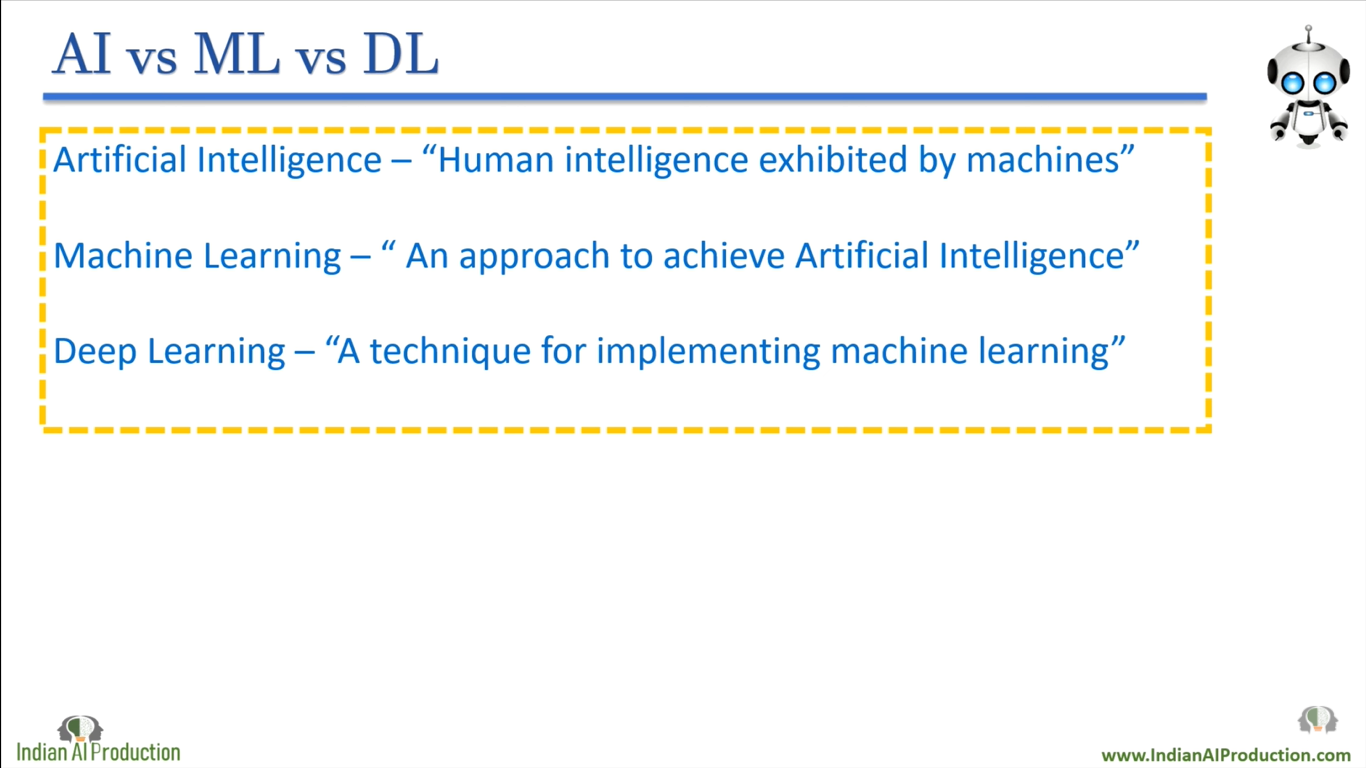 AI vs ML vs DL
Artificial Intelligence – “Human intelligence exhibited by machines”
Machine Learning – “ An approach to achieve Artificial Intelligence”
Deep Learning – “A technique for implementing machine learning”
Indian AI Production
www.IndianAIProduction.com